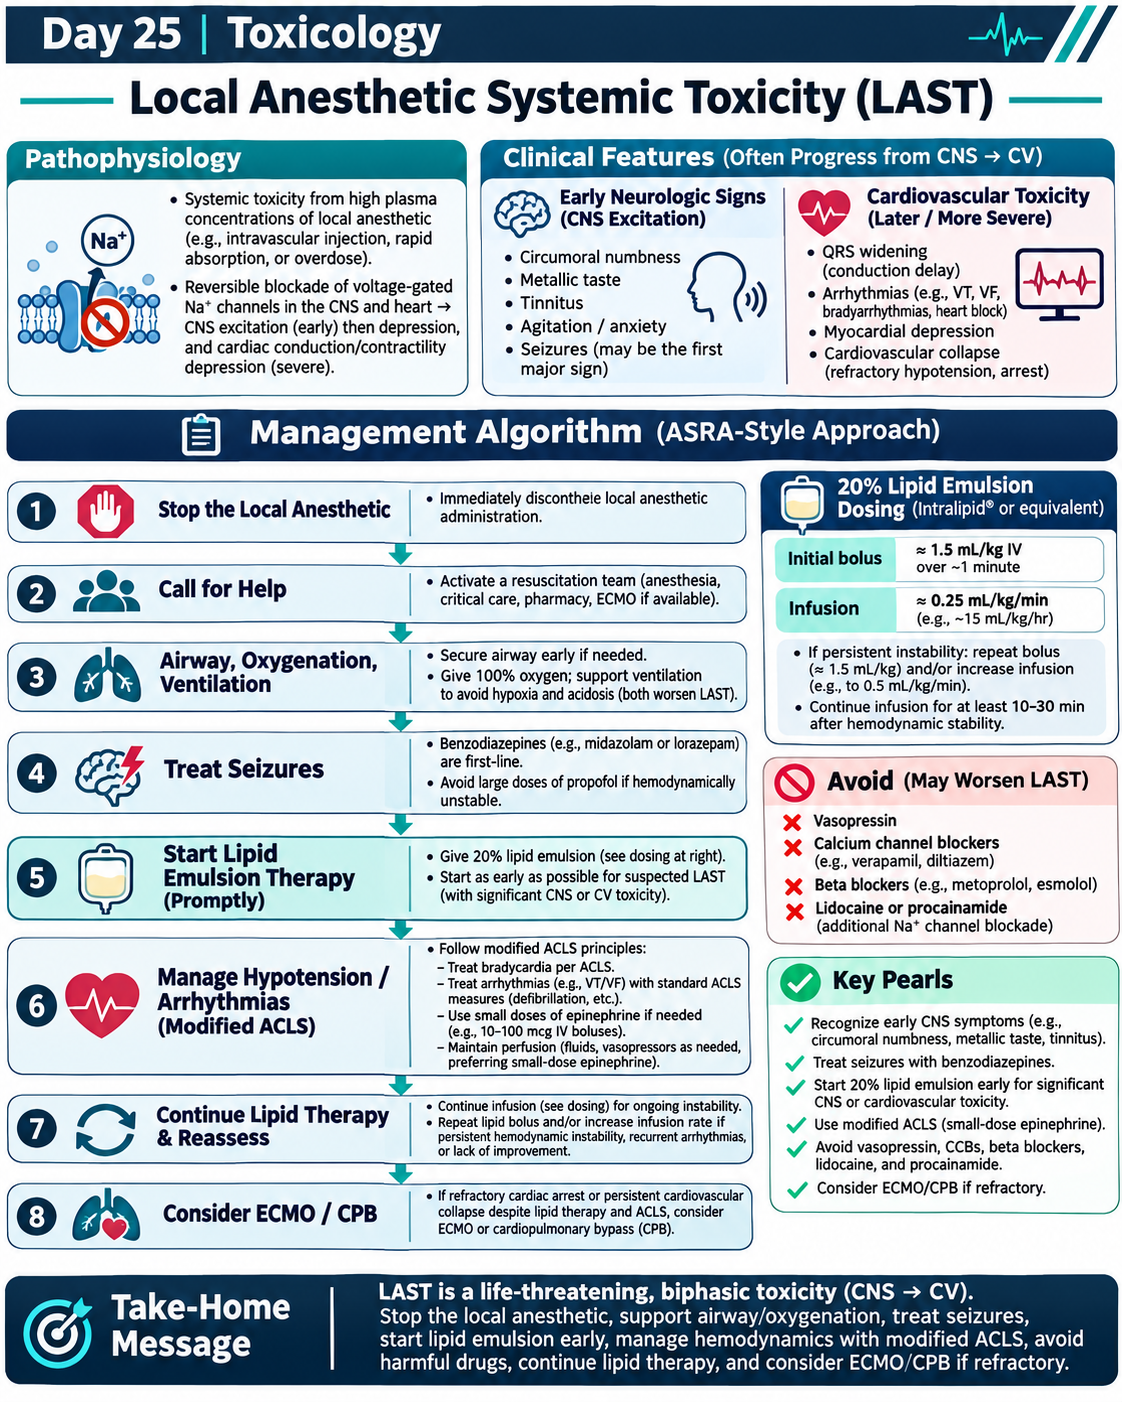 Day 25 | Toxicology
Local Anesthetic Systemic Toxicity (LAST)
Pathophysiology
Na⁺
• Systemic toxicity from high plasma
concentrations of local anesthetic
(e.g., intravascular injection, rapid
absorption, or overdose).
• Reversible blockade of voltage-gated
Na⁺ channels in the CNS and heart →
CNS excitation (early) then depression,
and cardiac conduction/contractility
depression (severe).
Clinical Features (Often Progress from CNS → CV)
Early Neurologic Signs
(CNS Excitation)
• Circumoral numbness
• Metallic taste
• Tinnitus
• Agitation / anxiety
• Seizures (may be the first
major sign)
Cardiovascular Toxicity
(Later / More Severe)
• QRS widening
(conduction delay)
• Arrhythmias (e.g., VT, VF,
bradyarrhythmias, heart block)
• Myocardial depression
• Cardiovascular collapse
(refractory hypotension, arrest)
Management Algorithm (ASRA-Style Approach)
1
Stop the Local Anesthetic
• Immediately discontheie local anesthetic
administration.
2
Call for Help
• Activate a resuscitation team (anesthesia,
critical care, pharmacy, ECMO if available).
3
Airway, Oxygenation,
Ventilation
• Secure airway early if needed.
• Give 100% oxygen; support ventilation
to avoid hypoxia and acidosis (both worsen LAST).
4
Treat Seizures
• Benzodiazepines (e.g., midazolam or lorazepam)
are first-line.
• Avoid large doses of propofol if hemodynamically
unstable.
5
Start Lipid
Emulsion Therapy
(Promptly)
• Give 20% lipid emulsion (see dosing at right).
• Start as early as possible for suspected LAST
(with significant CNS or CV toxicity).
6
Manage Hypotension /
Arrhythmias
(Modified ACLS)
• Follow modified ACLS principles:
– Treat bradycardia per ACLS.
– Treat arrhythmias (e.g., VT/VF) with standard ACLS
measures (defibrillation, etc.).
– Use small doses of epinephrine if needed
(e.g., 10–100 mcg IV boluses).
– Maintain perfusion (fluids, vasopressors as needed,
preferring small-dose epinephrine).
7
Continue Lipid Therapy
& Reassess
• Continue infusion (see dosing) for ongoing instability.
• Repeat lipid bolus and/or increase infusion rate if
persistent hemodynamic instability, recurrent arrhythmias,
or lack of improvement.
8
Consider ECMO / CPB
• If refractory cardiac arrest or persistent cardiovascular
collapse despite lipid therapy and ACLS, consider
ECMO or cardiopulmonary bypass (CPB).
20% Lipid Emulsion
Dosing (Intralipid® or equivalent)
Initial bolus
≈ 1.5 mL/kg IV
over ~1 minute
Infusion
≈ 0.25 mL/kg/min
(e.g., ~15 mL/kg/hr)
• If persistent instability: repeat bolus
(≈ 1.5 mL/kg) and/or increase infusion
(e.g., to 0.5 mL/kg/min).
• Continue infusion for at least 10–30 min
after hemodynamic stability.
Avoid (May Worsen LAST)
Vasopressin
Calcium channel blockers
(e.g., verapamil, diltiazem)
Beta blockers (e.g., metoprolol, esmolol)
Lidocaine or procainamide
(additional Na⁺ channel blockade)
Key Pearls
Recognize early CNS symptoms (e.g.,
circumoral numbness, metallic taste, tinnitus).
Treat seizures with benzodiazepines.
Start 20% lipid emulsion early for significant
CNS or cardiovascular toxicity.
Use modified ACLS (small-dose epinephrine).
Avoid vasopressin, CCBs, beta blockers,
lidocaine, and procainamide.
Consider ECMO/CPB if refractory.
Take-Home
Message
LAST is a life-threatening, biphasic toxicity (CNS → CV).
Stop the local anesthetic, support airway/oxygenation, treat seizures,
start lipid emulsion early, manage hemodynamics with modified ACLS, avoid
harmful drugs, continue lipid therapy, and consider ECMO/CPB if refractory.